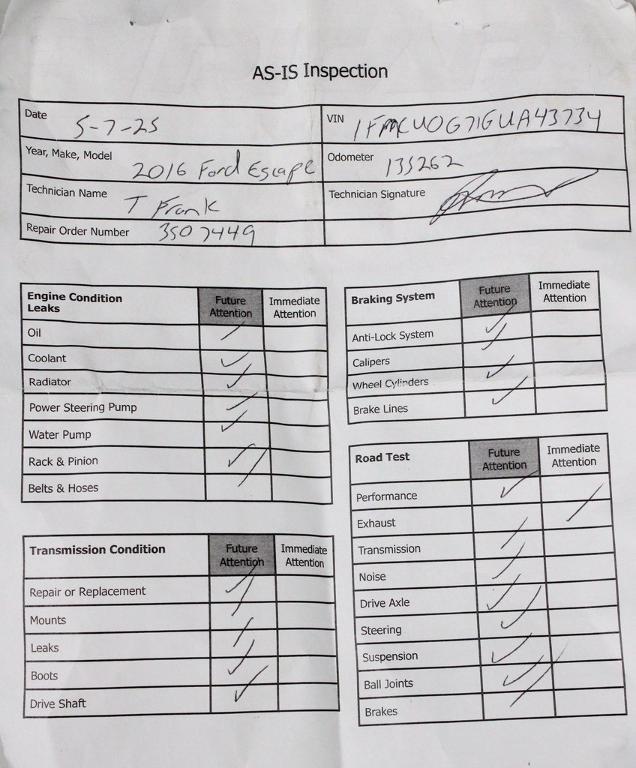 AS-IS Inspection
Date 5-7-25 VIN 1FMCU0G71GUA43734
Year, Make, Model 2016 Ford Escape Odometer 135262
Technician Name T Frank Technician Signature
Repair Order Number 3507449
Engine Condition Leaks Future Attention Immediate Attention
Oil ✓
Coolant ✓
Radiator ✓
Power Steering Pump ✓
Water Pump ✓
Rack & Pinion ✓
Belts & Hoses ✓
Transmission Condition Future Attention Immediate Attention
Repair or Replacement ✓
Mounts ✓
Leaks ✓
Boots ✓
Drive Shaft ✓
Braking System Future Attention Immediate Attention
Anti-Lock System ✓
Calipers ✓
Wheel Cylinders ✓
Brake Lines ✓
Road Test Future Attention Immediate Attention
Performance ✓
Exhaust ✓
Transmission ✓
Noise ✓
Drive Axle ✓
Steering ✓
Suspension ✓
Ball Joints ✓
Brakes ✓